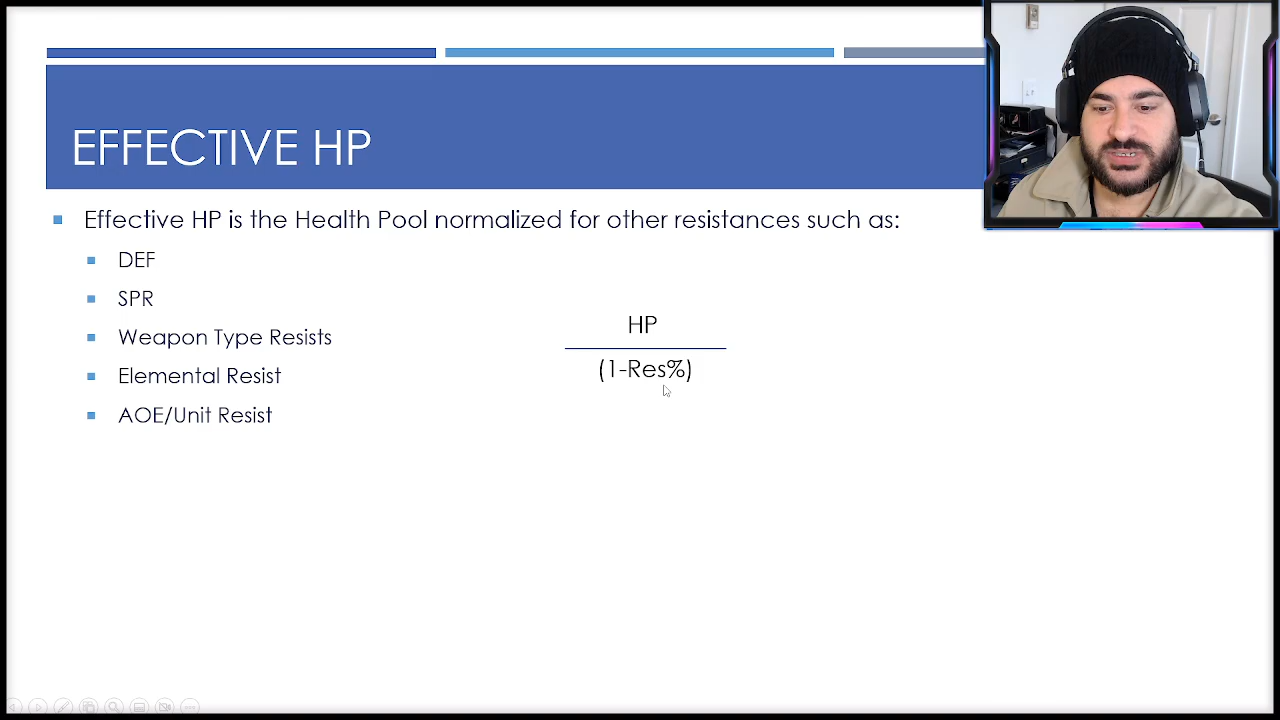 EFFECTIVE HP
Effective HP is the Health Pool normalized for other resistances such as:
DEF
SPR
Weapon Type Resists
Elemental Resist
AOE/Unit Resist
HP
(1-Res%)